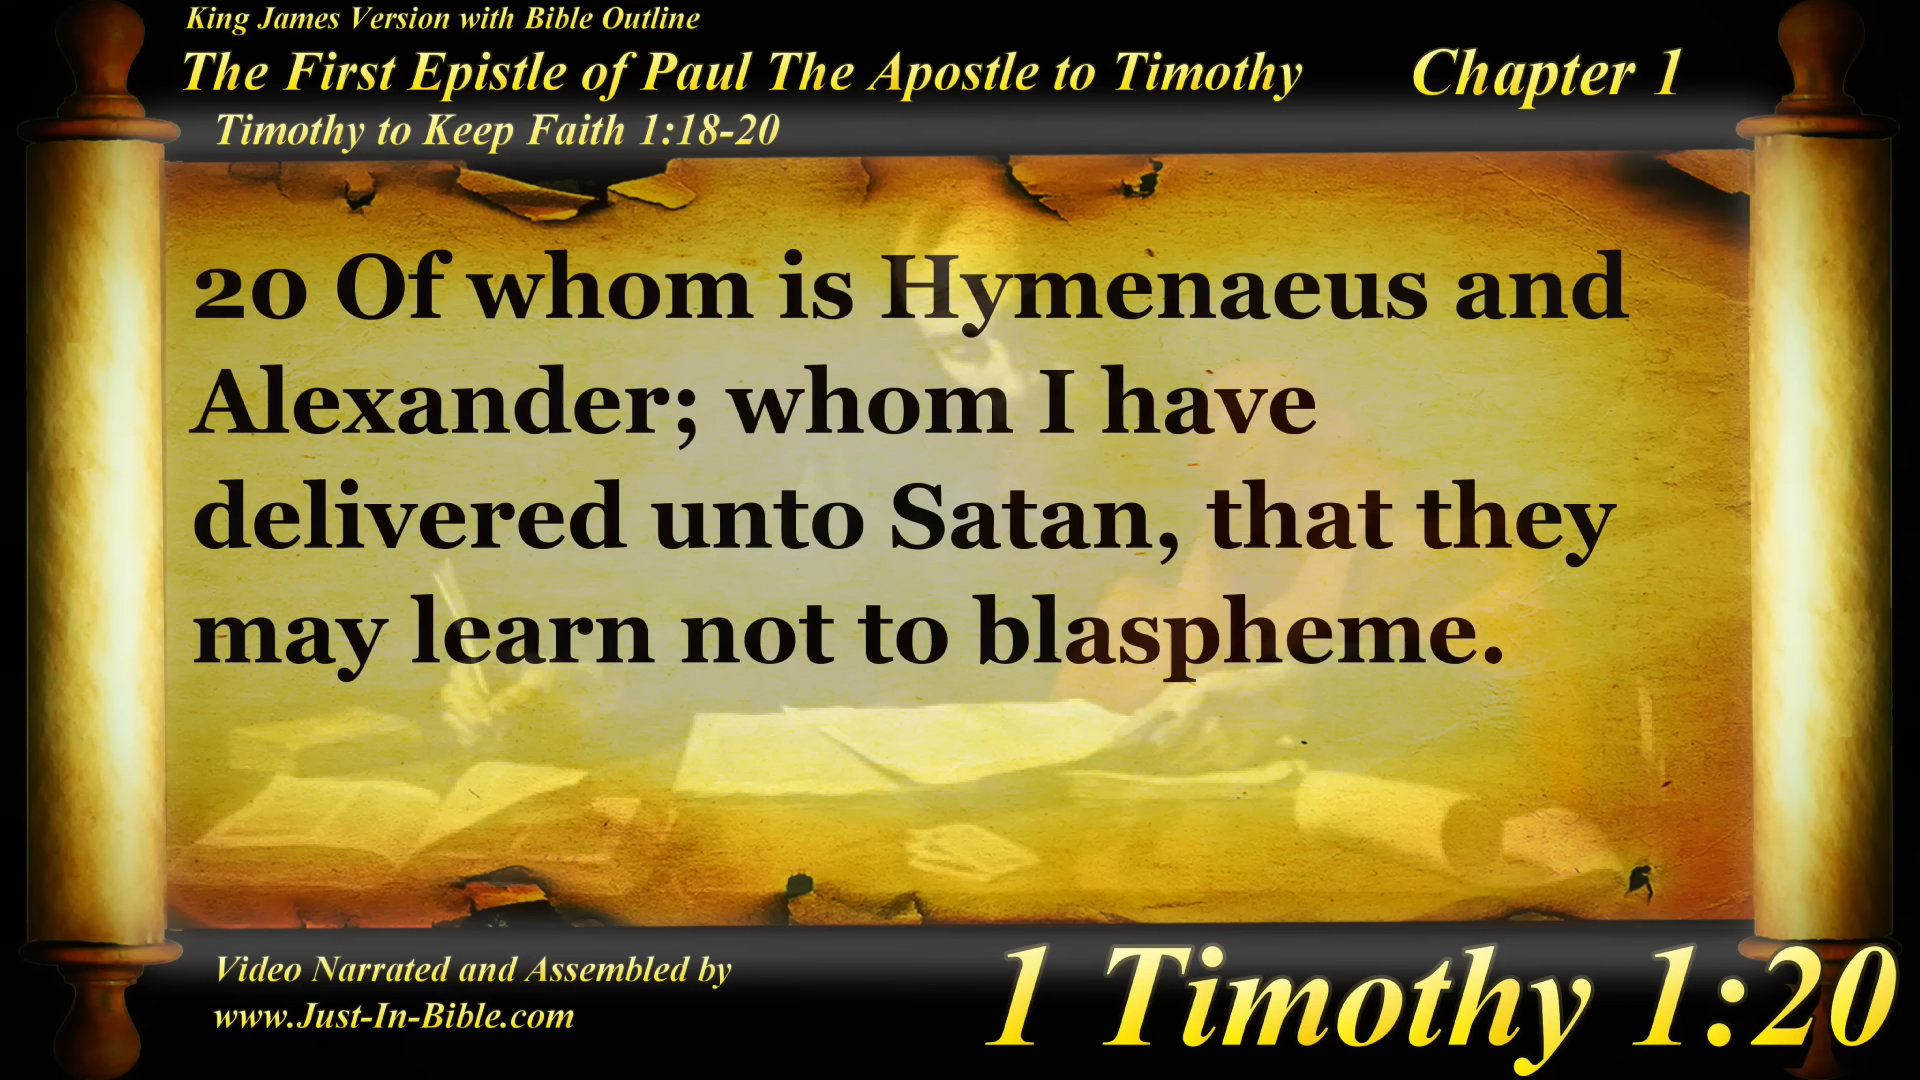 King James Version with Bible Outline
The First Epistle of Paul The Apostle to Timothy
Chapter 1
Timothy to Keep Faith 1:18-20
20 Of whom is Hymenaeus and
Alexander; whom I have
delivered unto Satan, that they
may learn not to blaspheme.
Video Narrated and Assembled by
www.Just-In-Bible.com
1 Timothy 1:20